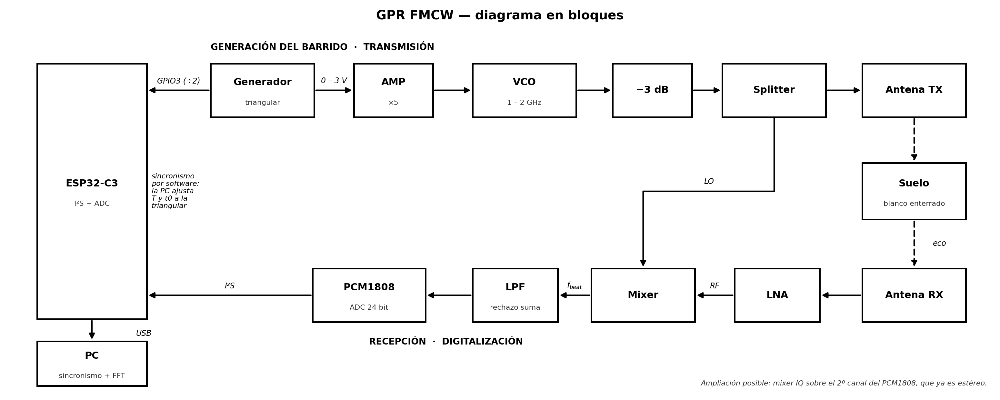 GPR FMCW — diagrama en bloques
GENERACIÓN DEL BARRIDO · TRANSMISIÓN
GPIO3 (÷2)
Generador
triangular
0 – 3 V
AMP
×5
VCO
1 – 2 GHz
−3 dB
Splitter
Antena TX
ESP32-C3
I²S + ADC
sincronismo
por software:
la PC ajusta
T y t0 a la
triangular
LO
Suelo
blanco enterrado
eco
I²S
PCM1808
ADC 24 bit
LPF
rechazo suma
f_beat
Mixer
RF
LNA
Antena RX
USB
RECEPCIÓN · DIGITALIZACIÓN
PC
sincronismo + FFT
Ampliación posible: mixer IQ sobre el 2º canal del PCM1808, que ya es estéreo.